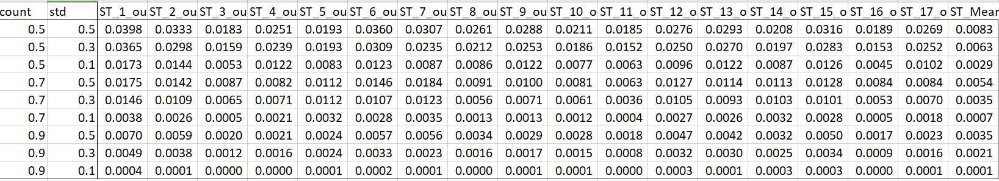 count std ST_1_ou ST_2_ou ST_3_ou ST_4_ou ST_5_ou ST_6_ou ST_7_ou ST_8_ou ST_9_ou ST_10_o ST_11_o ST_12_o ST_13_o ST_14_o ST_15_o ST_16_o ST_17_o ST_Mear
0.5 0.5 0.0398 0.0333 0.0183 0.0251 0.0193 0.0360 0.0307 0.0261 0.0288 0.0211 0.0185 0.0276 0.0293 0.0208 0.0316 0.0189 0.0269 0.0083
0.5 0.3 0.0365 0.0298 0.0159 0.0239 0.0193 0.0309 0.0235 0.0212 0.0253 0.0186 0.0152 0.0250 0.0270 0.0197 0.0283 0.0153 0.0252 0.0063
0.5 0.1 0.0173 0.0144 0.0053 0.0122 0.0083 0.0123 0.0087 0.0086 0.0122 0.0077 0.0063 0.0096 0.0122 0.0087 0.0126 0.0045 0.0102 0.0029
0.7 0.5 0.0175 0.0142 0.0087 0.0082 0.0112 0.0146 0.0184 0.0091 0.0100 0.0081 0.0063 0.0127 0.0114 0.0113 0.0128 0.0084 0.0084 0.0054
0.7 0.3 0.0146 0.0109 0.0065 0.0071 0.0112 0.0107 0.0123 0.0056 0.0071 0.0061 0.0036 0.0105 0.0093 0.0103 0.0101 0.0053 0.0070 0.0035
0.7 0.1 0.0038 0.0026 0.0005 0.0021 0.0032 0.0028 0.0035 0.0013 0.0013 0.0012 0.0004 0.0027 0.0026 0.0032 0.0028 0.0005 0.0018 0.0007
0.9 0.5 0.0070 0.0059 0.0020 0.0021 0.0024 0.0057 0.0056 0.0034 0.0029 0.0028 0.0018 0.0047 0.0042 0.0032 0.0050 0.0017 0.0023 0.0035
0.9 0.3 0.0049 0.0038 0.0012 0.0016 0.0024 0.0033 0.0023 0.0016 0.0017 0.0015 0.0008 0.0032 0.0030 0.0025 0.0034 0.0009 0.0016 0.0021
0.9 0.1 0.0004 0.0001 0.0000 0.0000 0.0001 0.0002 0.0001 0.0000 0.0001 0.0001 0.0000 0.0003 0.0001 0.0003 0.0003 0.0000 0.0001 0.0001